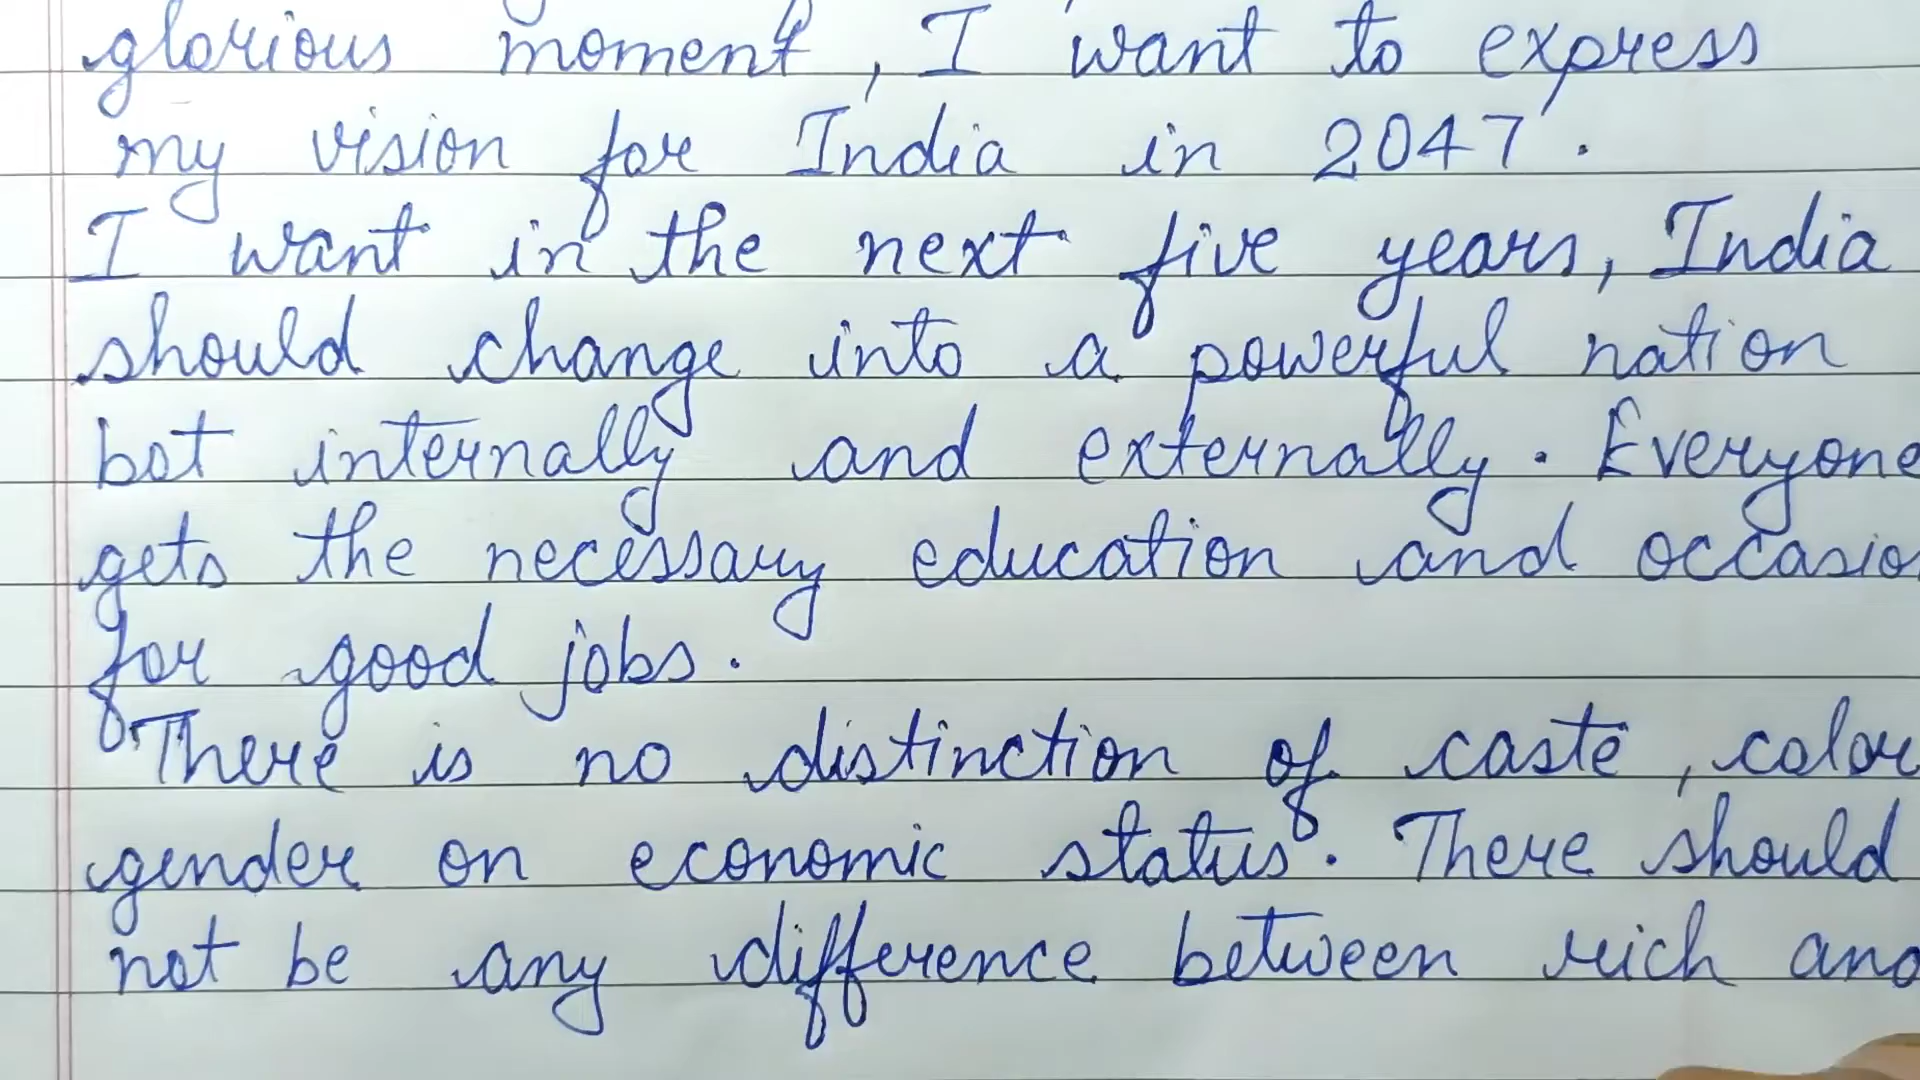 glorious moment, I want to express
my vision for India in 2047.
I want in the next five years, India
should change into a powerful nation
bot internally and externally. Everyone
gets the necessary education and occasion
for good jobs.
There is no distinction of caste, color
gender on economic status. There should
not be any difference between rich and